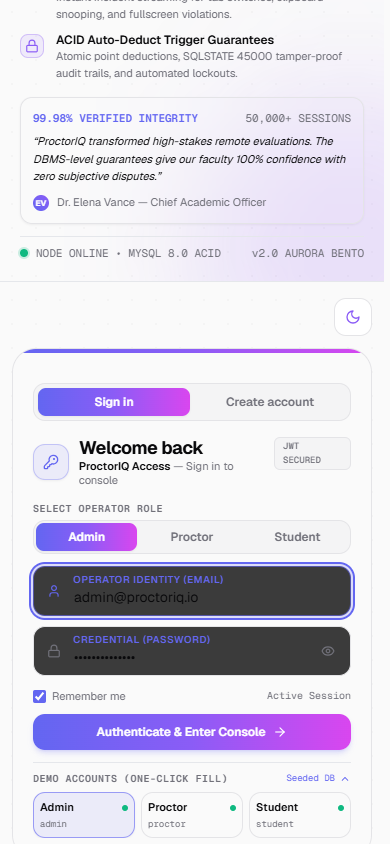 snooping, and fullscreen violations.
ACID Auto-Deduct Trigger Guarantees
Atomic point deductions, SQLSTATE 45000 tamper-proof
audit trails, and automated lockouts.
99.98% VERIFIED INTEGRITY 50,000+ SESSIONS
“ProctorIQ transformed high-stakes remote evaluations. The
DBMS-level guarantees give our faculty 100% confidence with
zero subjective disputes.”
EV Dr. Elena Vance — Chief Academic Officer
NODE ONLINE • MYSQL 8.0 ACID v2.0 AURORA BENTO
Sign in Create account
Welcome back
JWT
SECURED
ProctorIQ Access — Sign in to
console
SELECT OPERATOR ROLE
Admin Proctor Student
OPERATOR IDENTITY (EMAIL)
admin@proctoriq.io
CREDENTIAL (PASSWORD)
••••••••••••••
Remember me Active Session
Authenticate & Enter Console →
DEMO ACCOUNTS (ONE-CLICK FILL) Seeded DB
Admin Proctor Student
admin proctor student